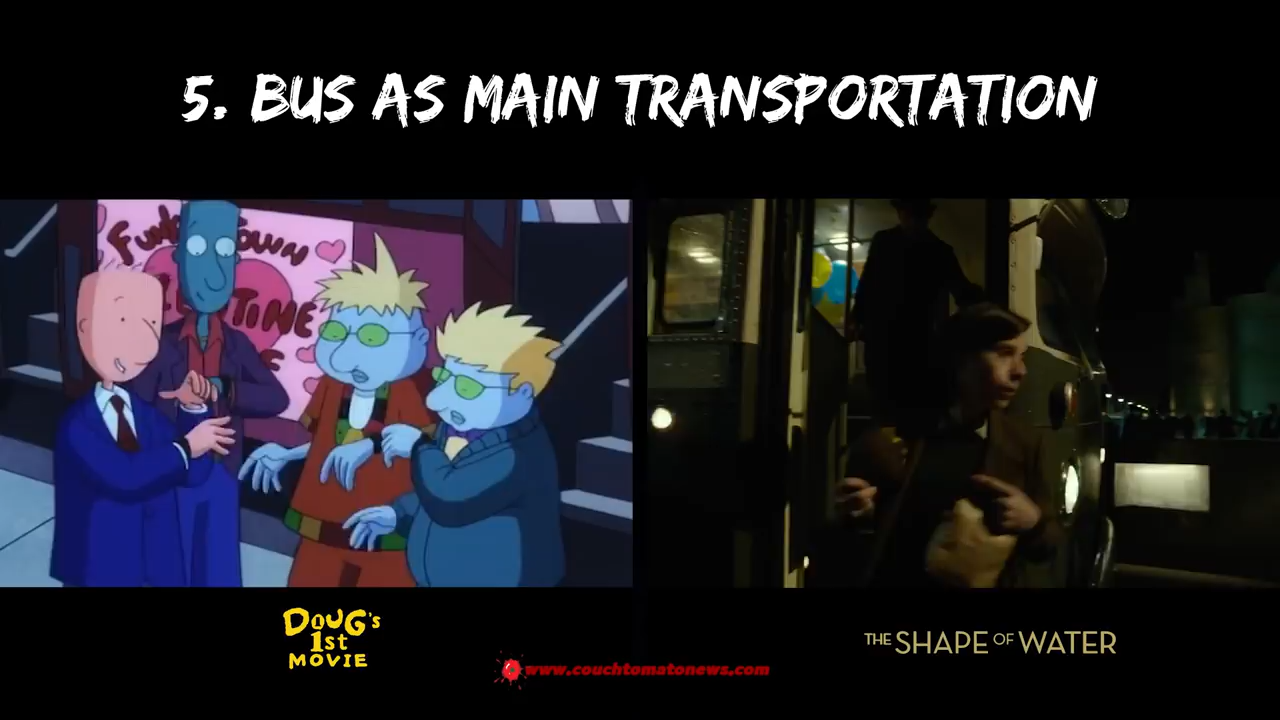 5. BUS AS MAIN TRANSPORTATION
DOUG's
1st
MOVIE
THE SHAPE OF WATER
www.couchtomatonews.com